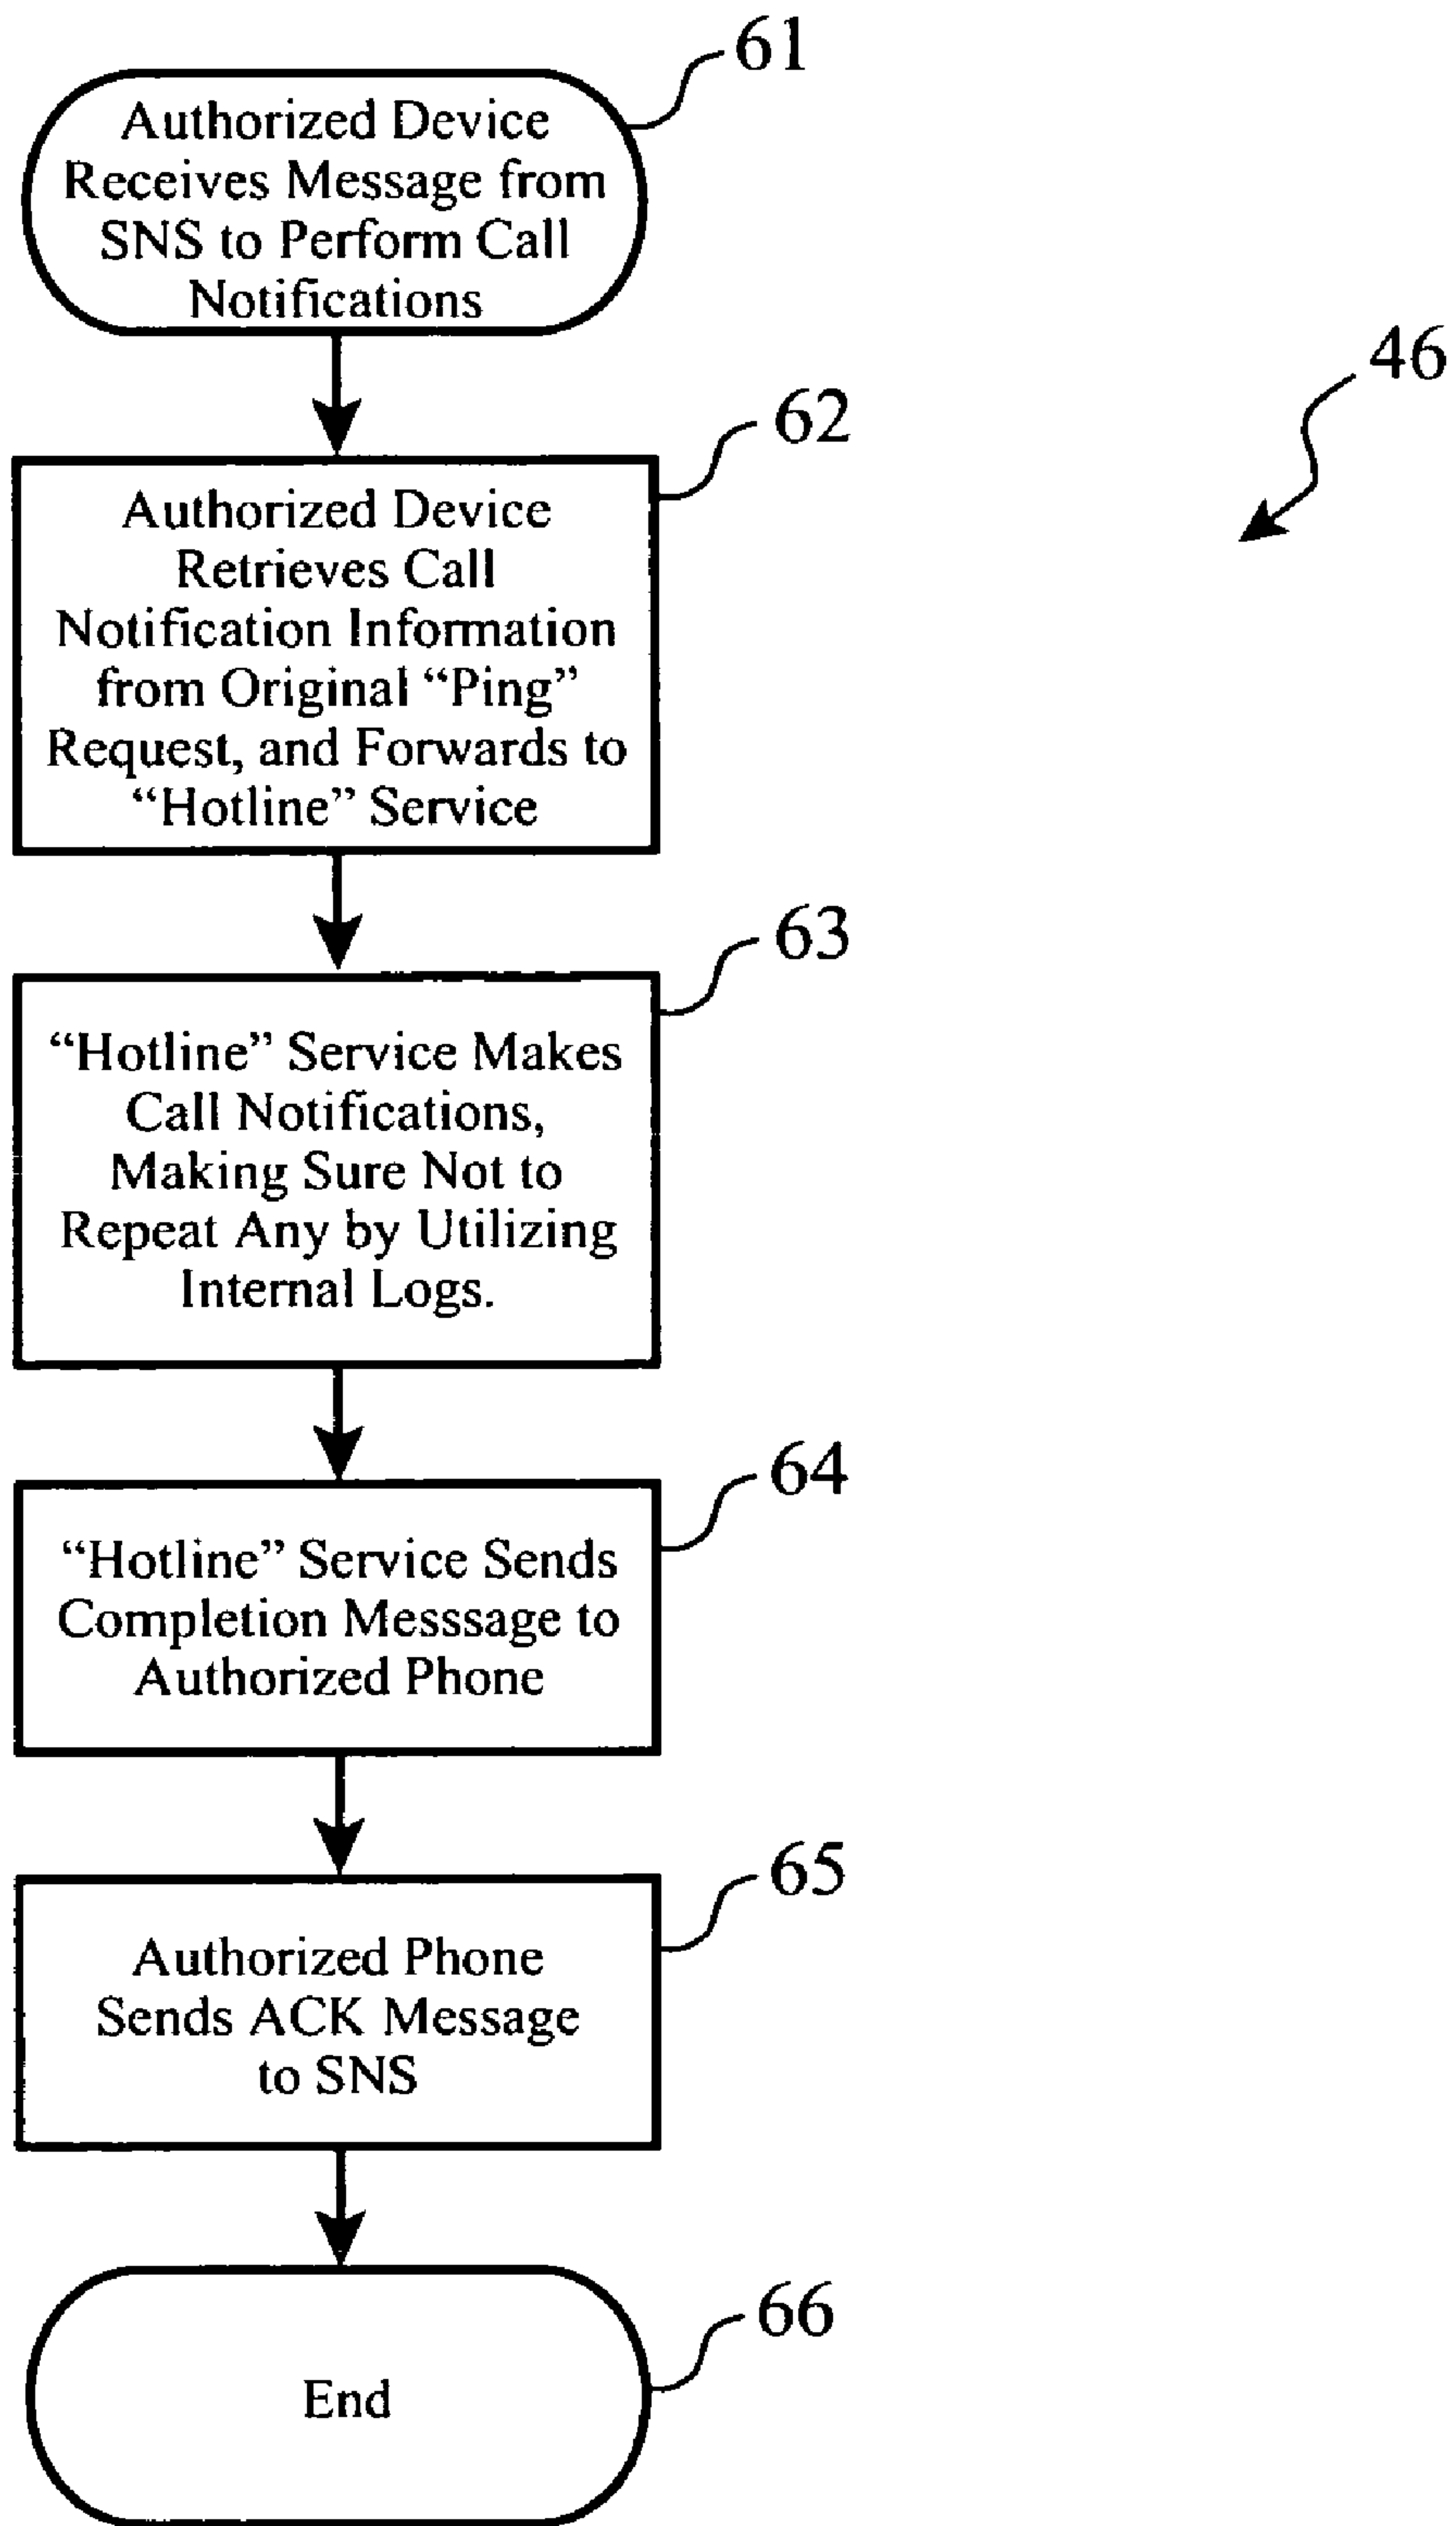 61
Authorized Device
Receives Message from
SNS to Perform Call
Notifications
46
62
Authorized Device
Retrieves Call
Notification Information
from Original “Ping”
Request, and Forwards to
“Hotline” Service
63
“Hotline” Service Makes
Call Notifications,
Making Sure Not to
Repeat Any by Utilizing
Internal Logs.
64
“Hotline” Service Sends
Completion Messsage to
Authorized Phone
65
Authorized Phone
Sends ACK Message
to SNS
66
End